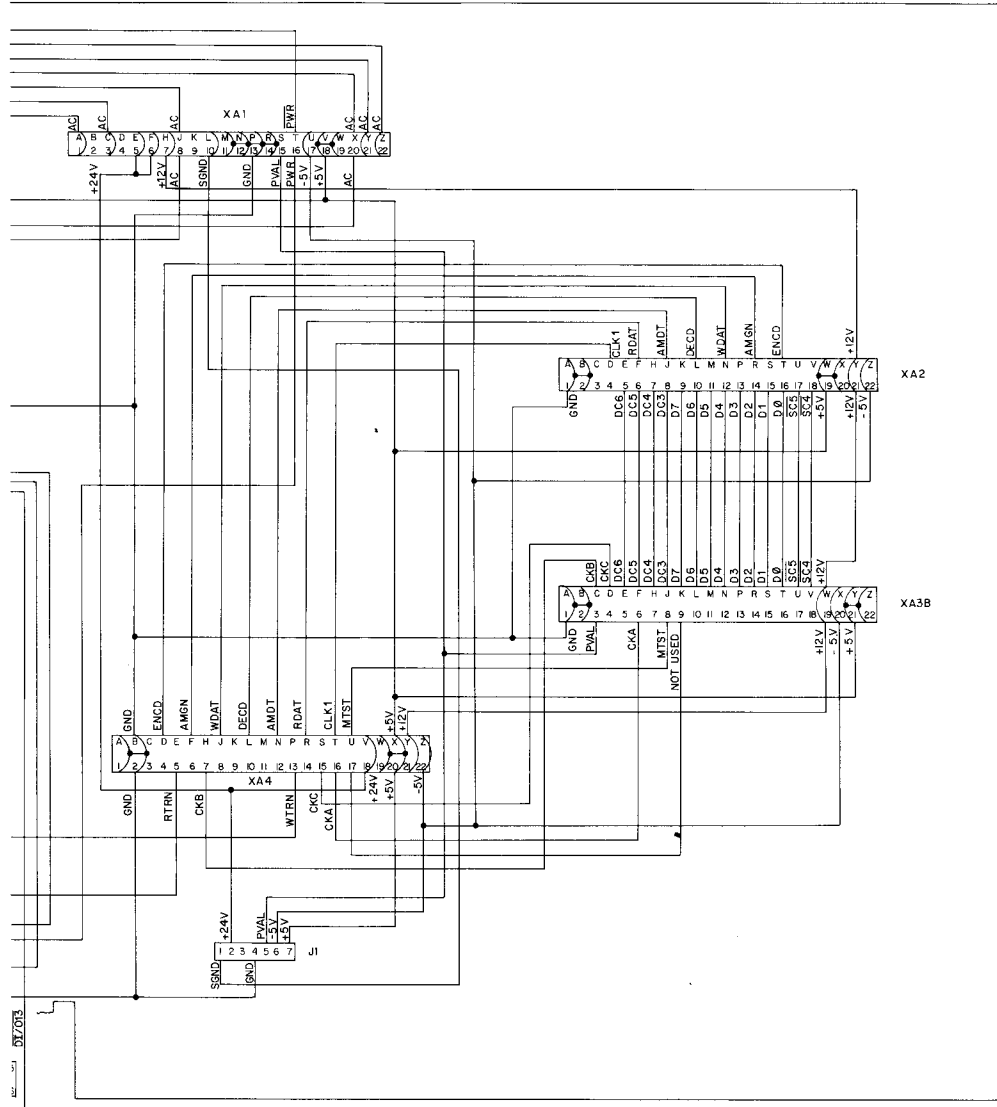 XA1
PWR
AC AC AC AC AC AC
A B C D E F H J K L M N P R S T U V W X Y Z
1 2 3 4 5 6 7 8 9 10 11 12 13 14 15 16 17 18 19 20 21 22
+24V +12V AC SGND GND PVAL PWR -5V +5V AC
CLK1 RDAT AMDT DECD WDAT AMGN ENCD +12V
A B C D E F H J K L M N P R S T U V W X Y Z
XA2
1 2 3 4 5 6 7 8 9 10 11 12 13 14 15 16 17 18 19 20 21 22
GND DC6 DC5 DC4 DC3 D7 D6 D5 D4 D3 D2 D1 DØ SC5 SC4 +5V +12V -5V
CKB CKC DC6 DC5 DC4 DC3 D7 D6 D5 D4 D3 D2 D1 DØ SC5 SC4 +12V
A B C D E F H J K L M N P R S T U V W X Y Z
XA3B
1 2 3 4 5 6 7 8 9 10 11 12 13 14 15 16 17 18 19 20 21 22
GND PVAL CKA MTST NOT USED +12V -5V +5V
GND ENCD AMGN WDAT DECD AMDT RDAT CLK1 MTST +5V +12V
A B C D E F H J K L M N P R S T U V W X Y Z
1 2 3 4 5 6 7 8 9 10 11 12 13 14 15 16 17 18 19 20 21 22
XA4
GND RTRN CKB WTRN CKC CKA +24V +5V -5V
+24V PVAL -5V +5V
1 2 3 4 5 6 7
J1
SGND GND
DI/013